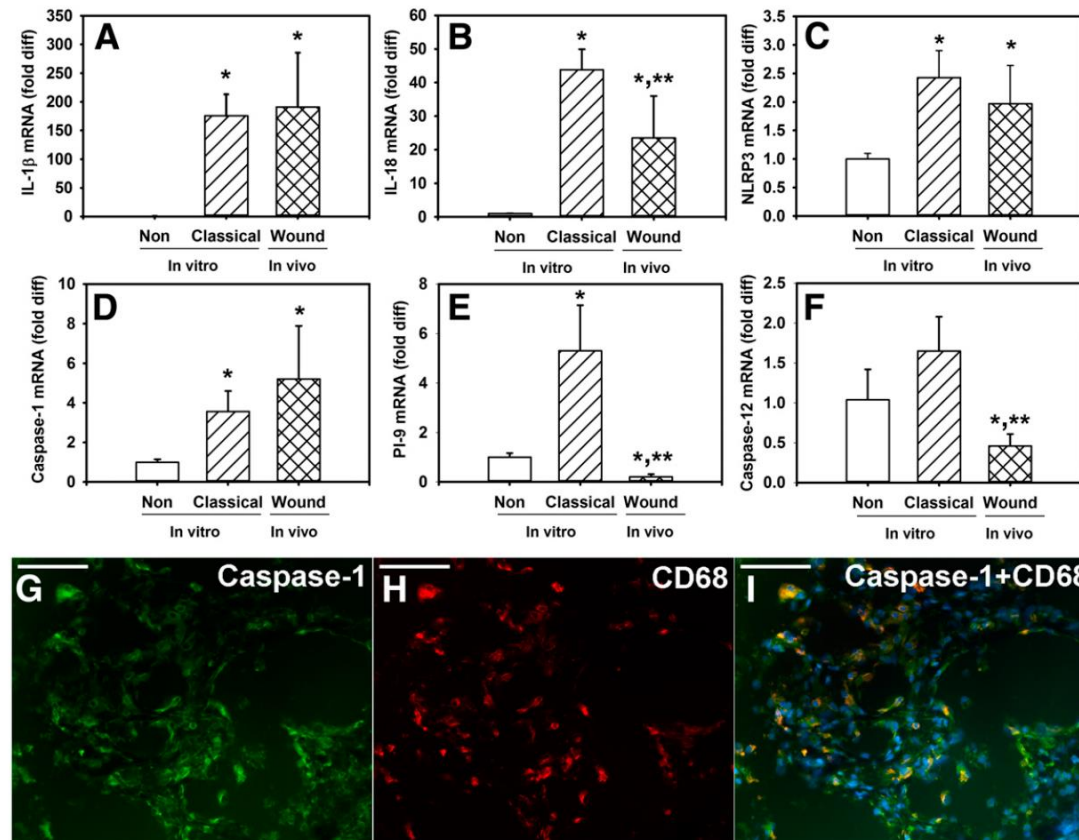 A
IL-1β mRNA (fold diff)
350
300
250
200
150
100
50
0
*
*
Non Classical Wound
In vitro In vivo
B
IL-18 mRNA (fold diff)
60
40
20
0
*
*,**
Non Classical Wound
In vitro In vivo
C
NLRP3 mRNA (fold diff)
3.5
3.0
2.5
2.0
1.5
1.0
0.5
0.0
*
*
Non Classical Wound
In vitro In vivo
D
Caspase-1 mRNA (fold diff)
10
8
6
4
2
0
*
*
Non Classical Wound
In vitro In vivo
E
PI-9 mRNA (fold diff)
8
6
4
2
0
*
*,**
Non Classical Wound
In vitro In vivo
F
Caspase-12 mRNA (fold diff)
2.5
2.0
1.5
1.0
0.5
0.0
*,**
Non Classical Wound
In vitro In vivo
G Caspase-1
H CD68
I Caspase-1+CD68